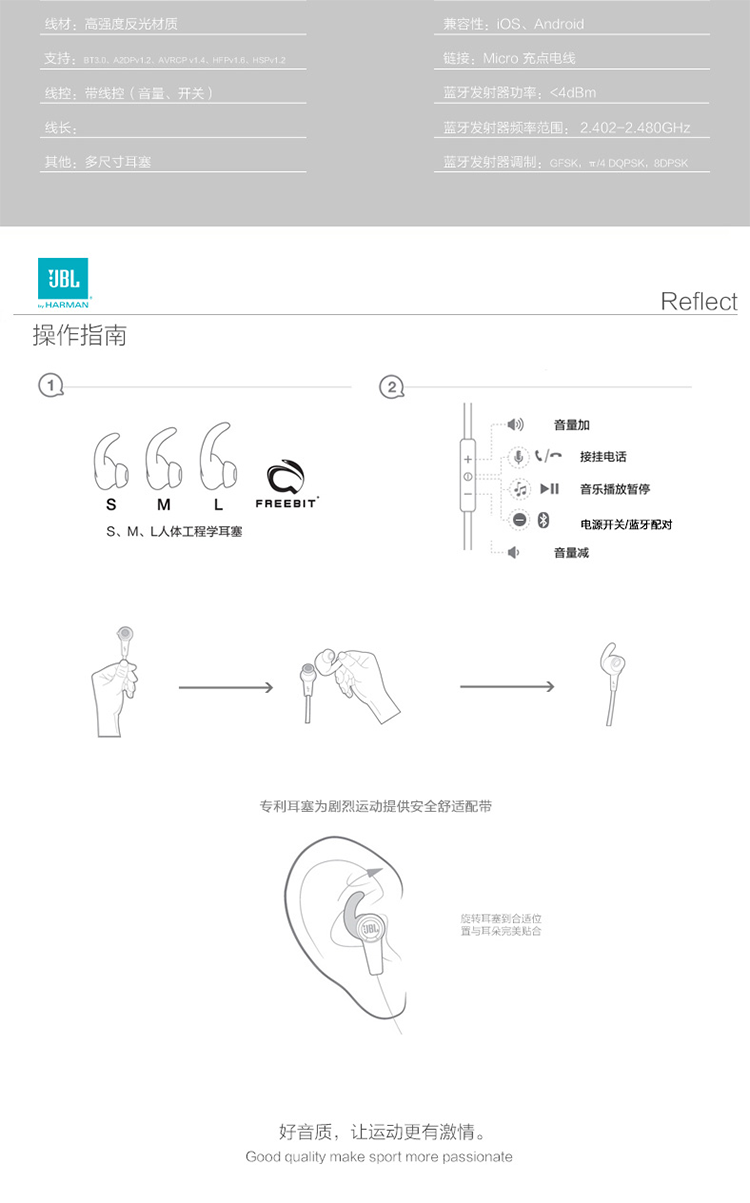 线材：高强度反光材质
兼容性：iOS、Android
支持：BT3.0、A2DPv1.2、AVRCP v1.4、HFPv1.6、HSPv1.2
链接：Micro 充点电线
线控：带线控（音量、开关）
蓝牙发射器功率：<4dBm
线长：
蓝牙发射器频率范围： 2.402-2.480GHz
其他：多尺寸耳塞
蓝牙发射器调制：GFSK，π/4 DQPSK，8DPSK
JBL
by HARMAN
Reflect
操作指南
1
S M L
FREEBIT
S、M、L人体工程学耳塞
2
音量加
接挂电话
音乐播放暂停
电源开关/蓝牙配对
音量减
专利耳塞为剧烈运动提供安全舒适配带
JBL
旋转耳塞到合适位
置与耳朵完美贴合
好音质，让运动更有激情。
Good quality make sport more passionate